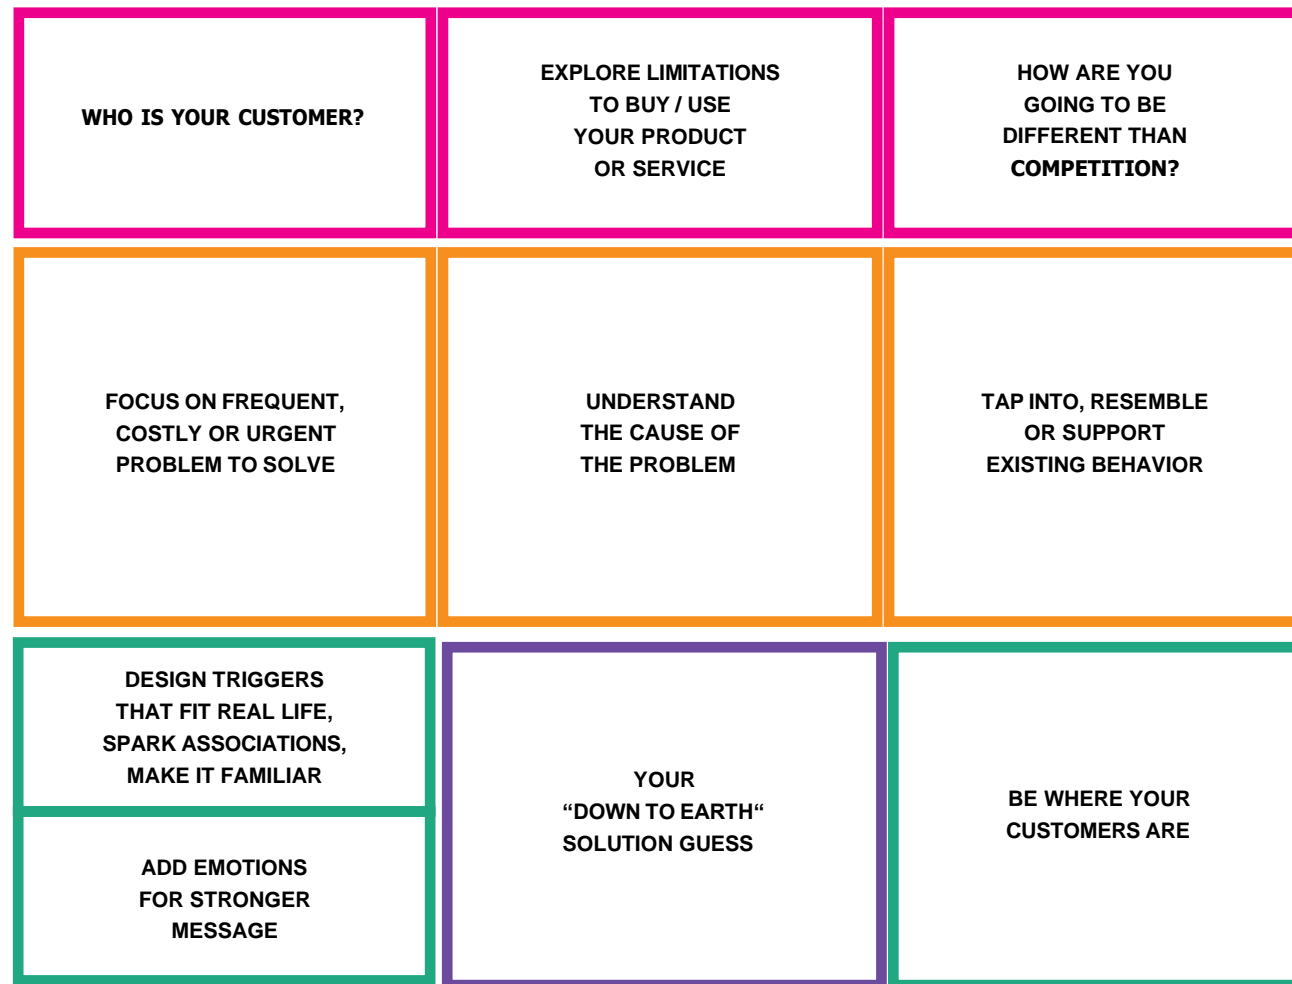 WHO IS YOUR CUSTOMER?
EXPLORE LIMITATIONS
TO BUY / USE
YOUR PRODUCT
OR SERVICE
HOW ARE YOU
GOING TO BE
DIFFERENT THAN
COMPETITION?
FOCUS ON FREQUENT,
COSTLY OR URGENT
PROBLEM TO SOLVE
UNDERSTAND
THE CAUSE OF
THE PROBLEM
TAP INTO, RESEMBLE
OR SUPPORT
EXISTING BEHAVIOR
DESIGN TRIGGERS
THAT FIT REAL LIFE,
SPARK ASSOCIATIONS,
MAKE IT FAMILIAR
ADD EMOTIONS
FOR STRONGER
MESSAGE
YOUR
“DOWN TO EARTH“
SOLUTION GUESS
BE WHERE YOUR
CUSTOMERS ARE